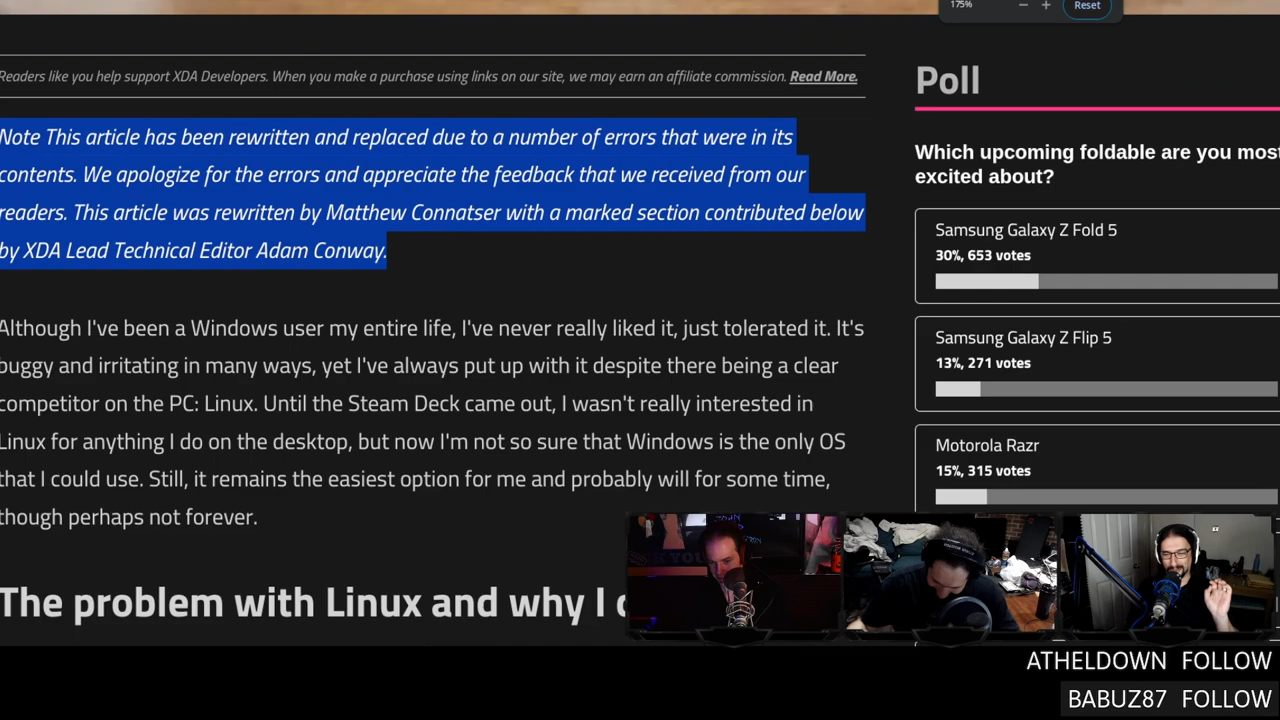 175%
Reset
Readers like you help support XDA Developers. When you make a purchase using links on our site, we may earn an affiliate commission. Read More.
Note This article has been rewritten and replaced due to a number of errors that were in its
contents. We apologize for the errors and appreciate the feedback that we received from our
readers. This article was rewritten by Matthew Connatser with a marked section contributed below
by XDA Lead Technical Editor Adam Conway.
Although I've been a Windows user my entire life, I've never really liked it, just tolerated it. It's
buggy and irritating in many ways, yet I've always put up with it despite there being a clear
competitor on the PC: Linux. Until the Steam Deck came out, I wasn't really interested in
Linux for anything I do on the desktop, but now I'm not so sure that Windows is the only OS
that I could use. Still, it remains the easiest option for me and probably will for some time,
though perhaps not forever.
The problem with Linux and why I
Poll
Which upcoming foldable are you most
excited about?
Samsung Galaxy Z Fold 5
30%, 653 votes
Samsung Galaxy Z Flip 5
13%, 271 votes
Motorola Razr
15%, 315 votes
ATHELDOWN FOLLOW
BABUZ87 FOLLOW